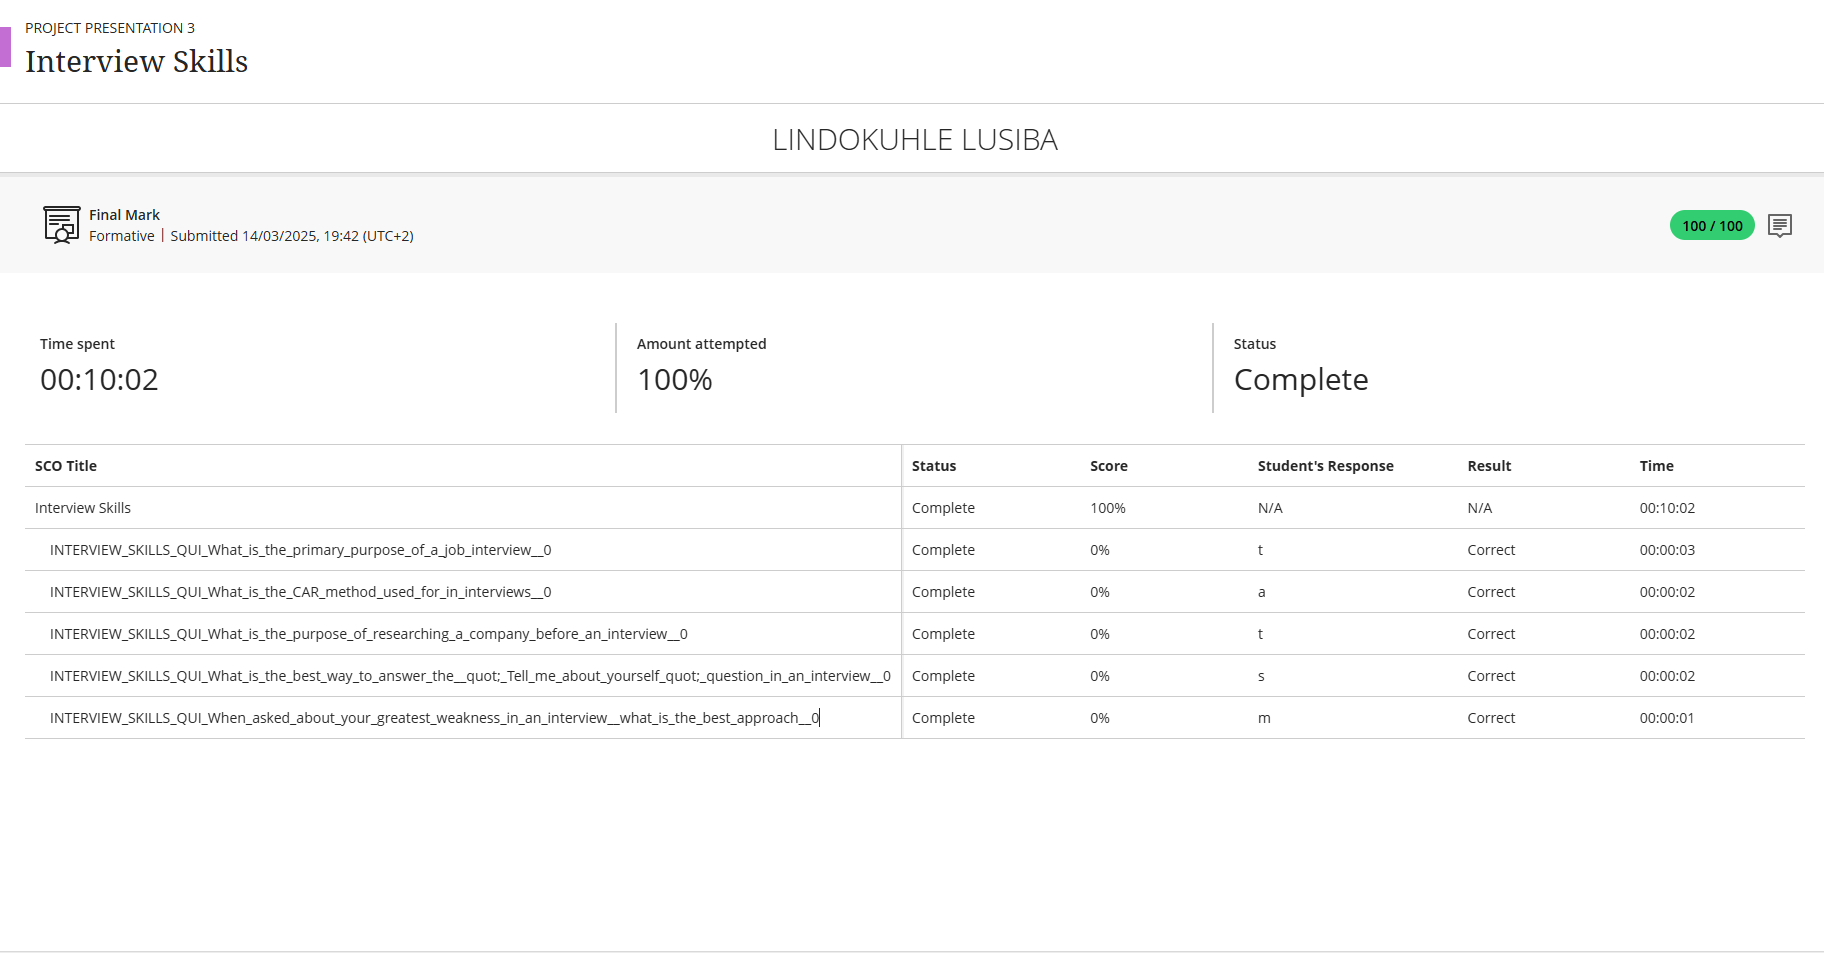 PROJECT PRESENTATION 3
Interview Skills
LINDOKUHLE LUSIBA
Final Mark
Formative | Submitted 14/03/2025, 19:42 (UTC+2)
100 / 100
Time spent
00:10:02
Amount attempted
100%
Status
Complete
SCO Title Status Score Student's Response Result Time
Interview Skills Complete 100% N/A N/A 00:10:02
INTERVIEW_SKILLS_QUI_What_is_the_primary_purpose_of_a_job_interview__0 Complete 0% t Correct 00:00:03
INTERVIEW_SKILLS_QUI_What_is_the_CAR_method_used_for_in_interviews__0 Complete 0% a Correct 00:00:02
INTERVIEW_SKILLS_QUI_What_is_the_purpose_of_researching_a_company_before_an_interview__0 Complete 0% t Correct 00:00:02
INTERVIEW_SKILLS_QUI_What_is_the_best_way_to_answer_the__quot;_Tell_me_about_yourself_quot;_question_in_an_interview__0 Complete 0% s Correct 00:00:02
INTERVIEW_SKILLS_QUI_When_asked_about_your_greatest_weakness_in_an_interview__what_is_the_best_approach__0 Complete 0% m Correct 00:00:01